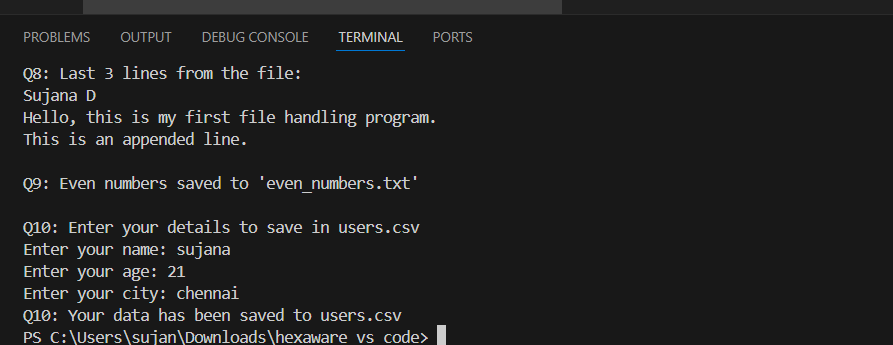 PROBLEMS OUTPUT DEBUG CONSOLE TERMINAL PORTS
Q8: Last 3 lines from the file:
Sujana D
Hello, this is my first file handling program.
This is an appended line.
Q9: Even numbers saved to 'even_numbers.txt'
Q10: Enter your details to save in users.csv
Enter your name: sujana
Enter your age: 21
Enter your city: chennai
Q10: Your data has been saved to users.csv
PS C:\Users\sujan\Downloads\hexaware vs code>